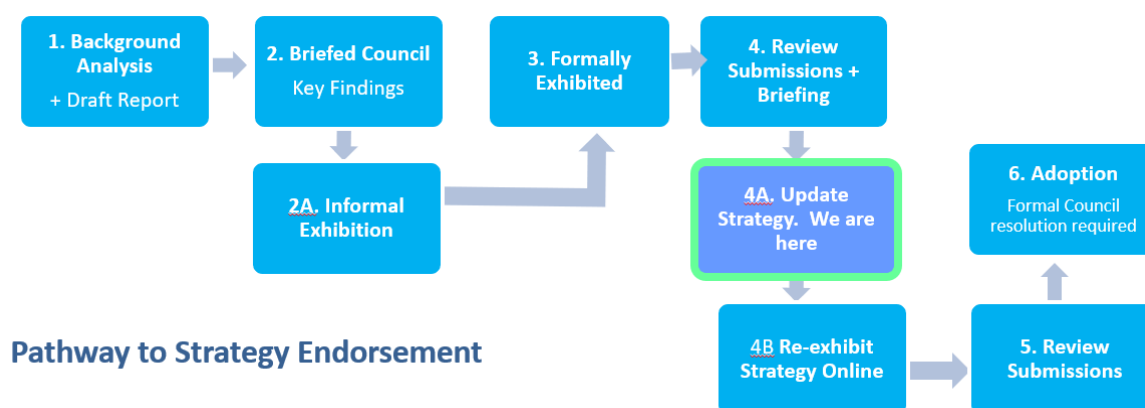 1. Background
Analysis
+ Draft Report
2. Briefed Council
Key Findings
2A. Informal
Exhibition
3. Formally
Exhibited
4. Review
Submissions +
Briefing
4A. Update
Strategy.  We are
here
4B Re-exhibit
Strategy Online
5. Review
Submissions
6. Adoption
Formal Council
resolution required
Pathway to Strategy Endorsement